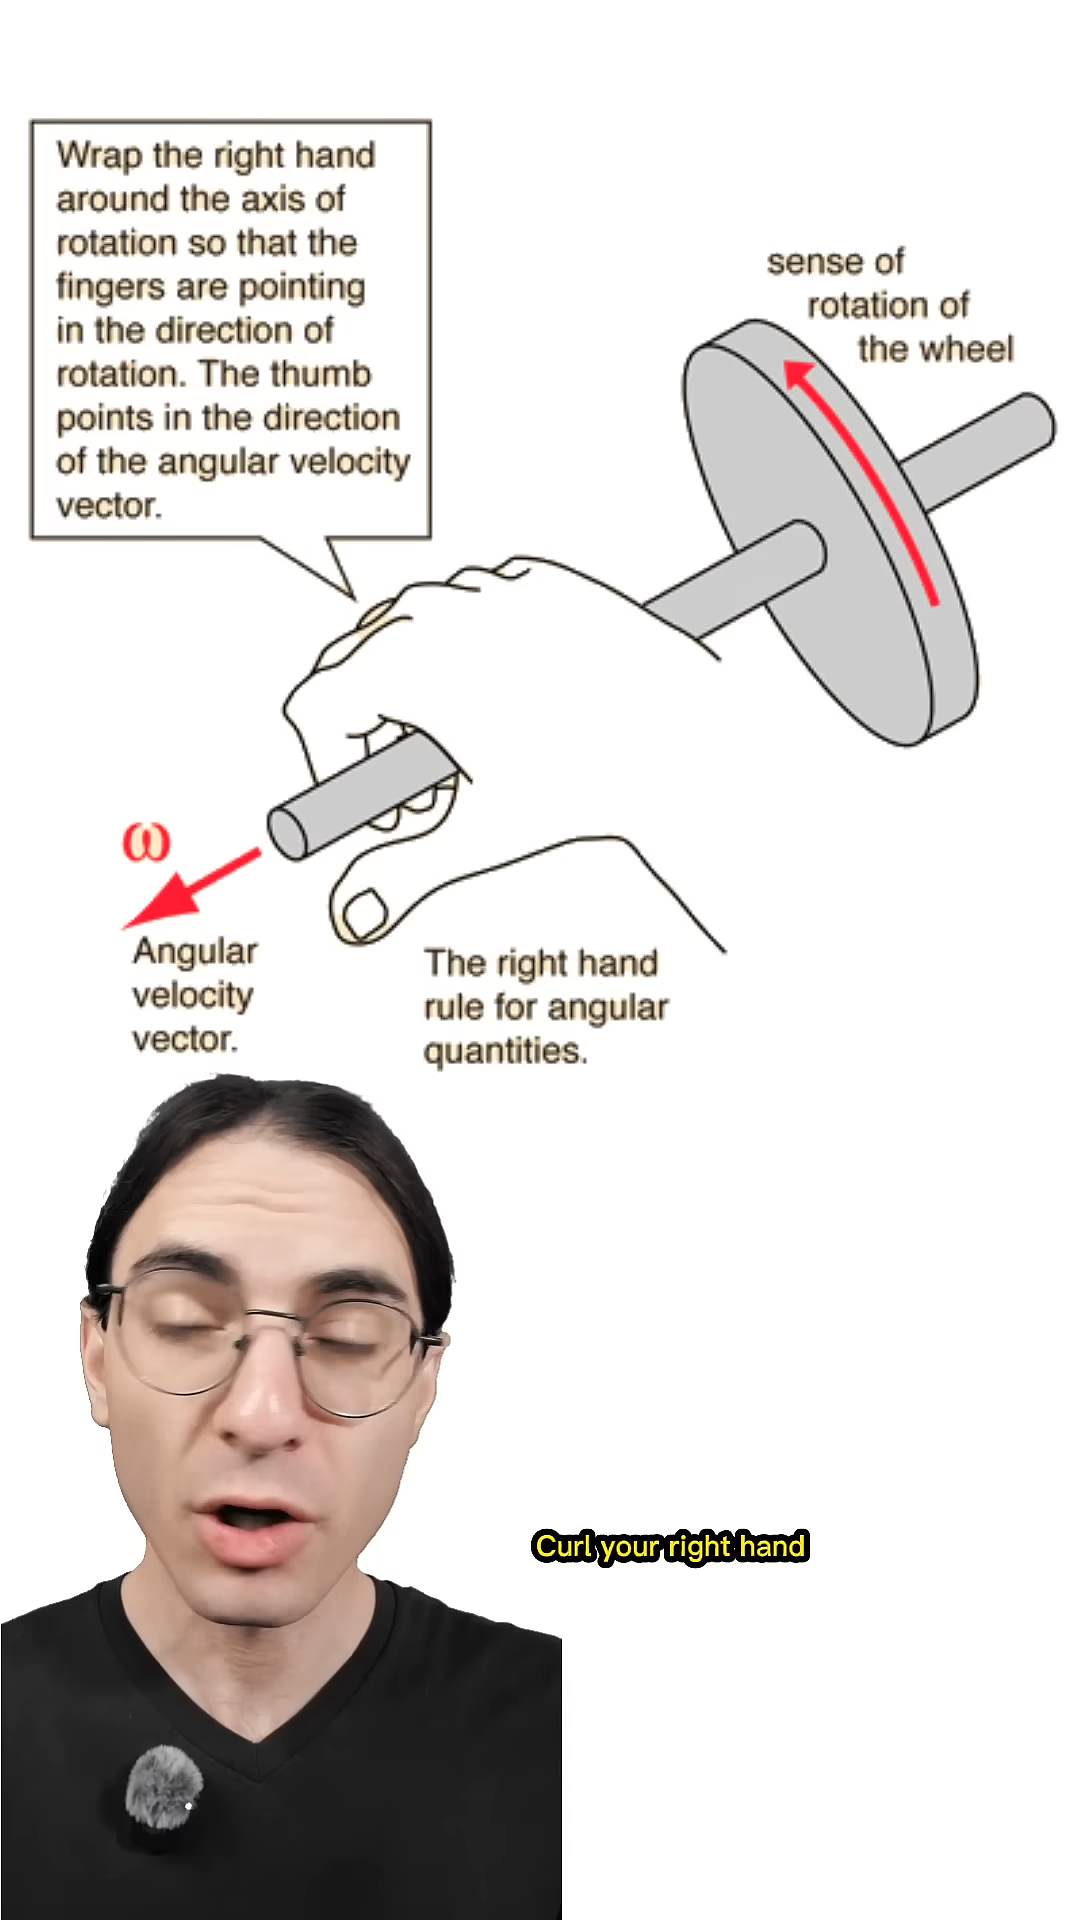 Wrap the right hand
around the axis of
rotation so that the
fingers are pointing
in the direction of
rotation. The thumb
points in the direction
of the angular velocity
vector.
sense of
rotation of
the wheel
ω
Angular
velocity
vector.
The right hand
rule for angular
quantities.
Curl your right hand